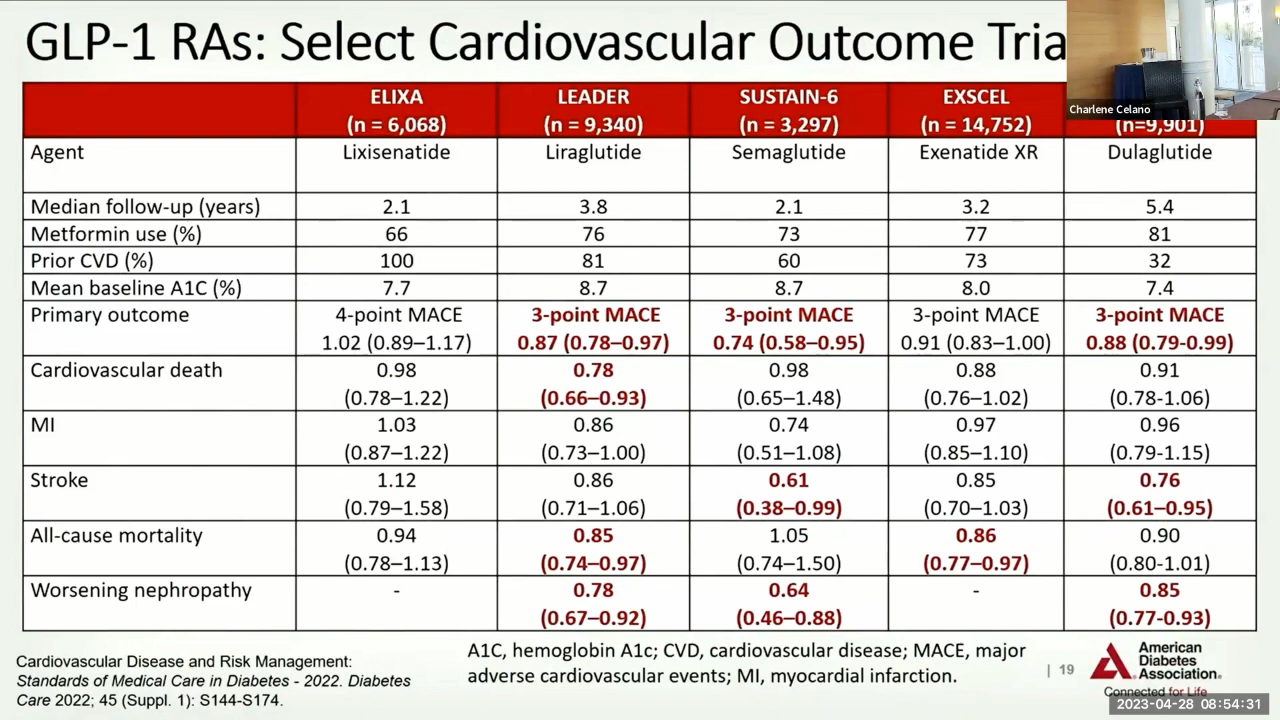 GLP-1 RAs: Select Cardiovascular Outcome
Charlene Celano
ELIXA LEADER SUSTAIN-6 EXSCEL
(n = 6,068) (n = 9,340) (n = 3,297) (n = 14,752) (n=9,901)
Agent Lixisenatide Liraglutide Semaglutide Exenatide XR Dulaglutide
Median follow-up (years) 2.1 3.8 2.1 3.2 5.4
Metformin use (%) 66 76 73 77 81
Prior CVD (%) 100 81 60 73 32
Mean baseline A1C (%) 7.7 8.7 8.7 8.0 7.4
Primary outcome 4-point MACE 3-point MACE 3-point MACE 3-point MACE 3-point MACE
1.02 (0.89–1.17) 0.87 (0.78–0.97) 0.74 (0.58–0.95) 0.91 (0.83–1.00) 0.88 (0.79-0.99)
Cardiovascular death 0.98 0.78 0.98 0.88 0.91
(0.78–1.22) (0.66–0.93) (0.65–1.48) (0.76–1.02) (0.78-1.06)
MI 1.03 0.86 0.74 0.97 0.96
(0.87–1.22) (0.73–1.00) (0.51–1.08) (0.85–1.10) (0.79-1.15)
Stroke 1.12 0.86 0.61 0.85 0.76
(0.79–1.58) (0.71–1.06) (0.38–0.99) (0.70–1.03) (0.61–0.95)
All-cause mortality 0.94 0.85 1.05 0.86 0.90
(0.78–1.13) (0.74–0.97) (0.74–1.50) (0.77–0.97) (0.80-1.01)
Worsening nephropathy - 0.78 0.64 - 0.85
(0.67–0.92) (0.46–0.88) (0.77-0.93)
Cardiovascular Disease and Risk Management:
Standards of Medical Care in Diabetes - 2022. Diabetes
Care 2022; 45 (Suppl. 1): S144-S174.
A1C, hemoglobin A1c; CVD, cardiovascular disease; MACE, major
adverse cardiovascular events; MI, myocardial infarction.
| 19
American
Diabetes
Association.
Connected for Life
2023-04-28 08:54:31